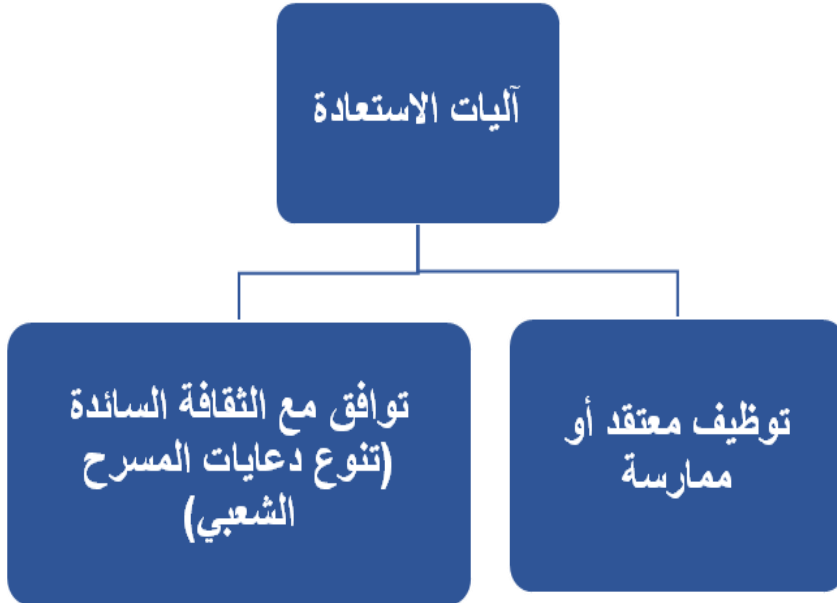 آليات الاستعادة
توظيف معتقد أو
ممارسة
توافق مع الثقافة السائدة
(تنوع دعايات المسرح
الشعبي)